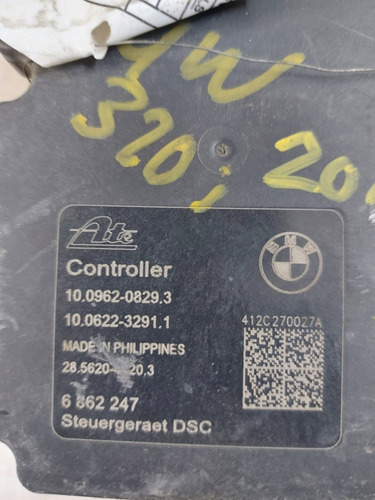 320i 201
Ate
BMW
Controller
10.0962-0829.3
10.0622-3291.1
412C270027A
MADE IN PHILIPPINES
6 862 247
Steuergeraet DSC